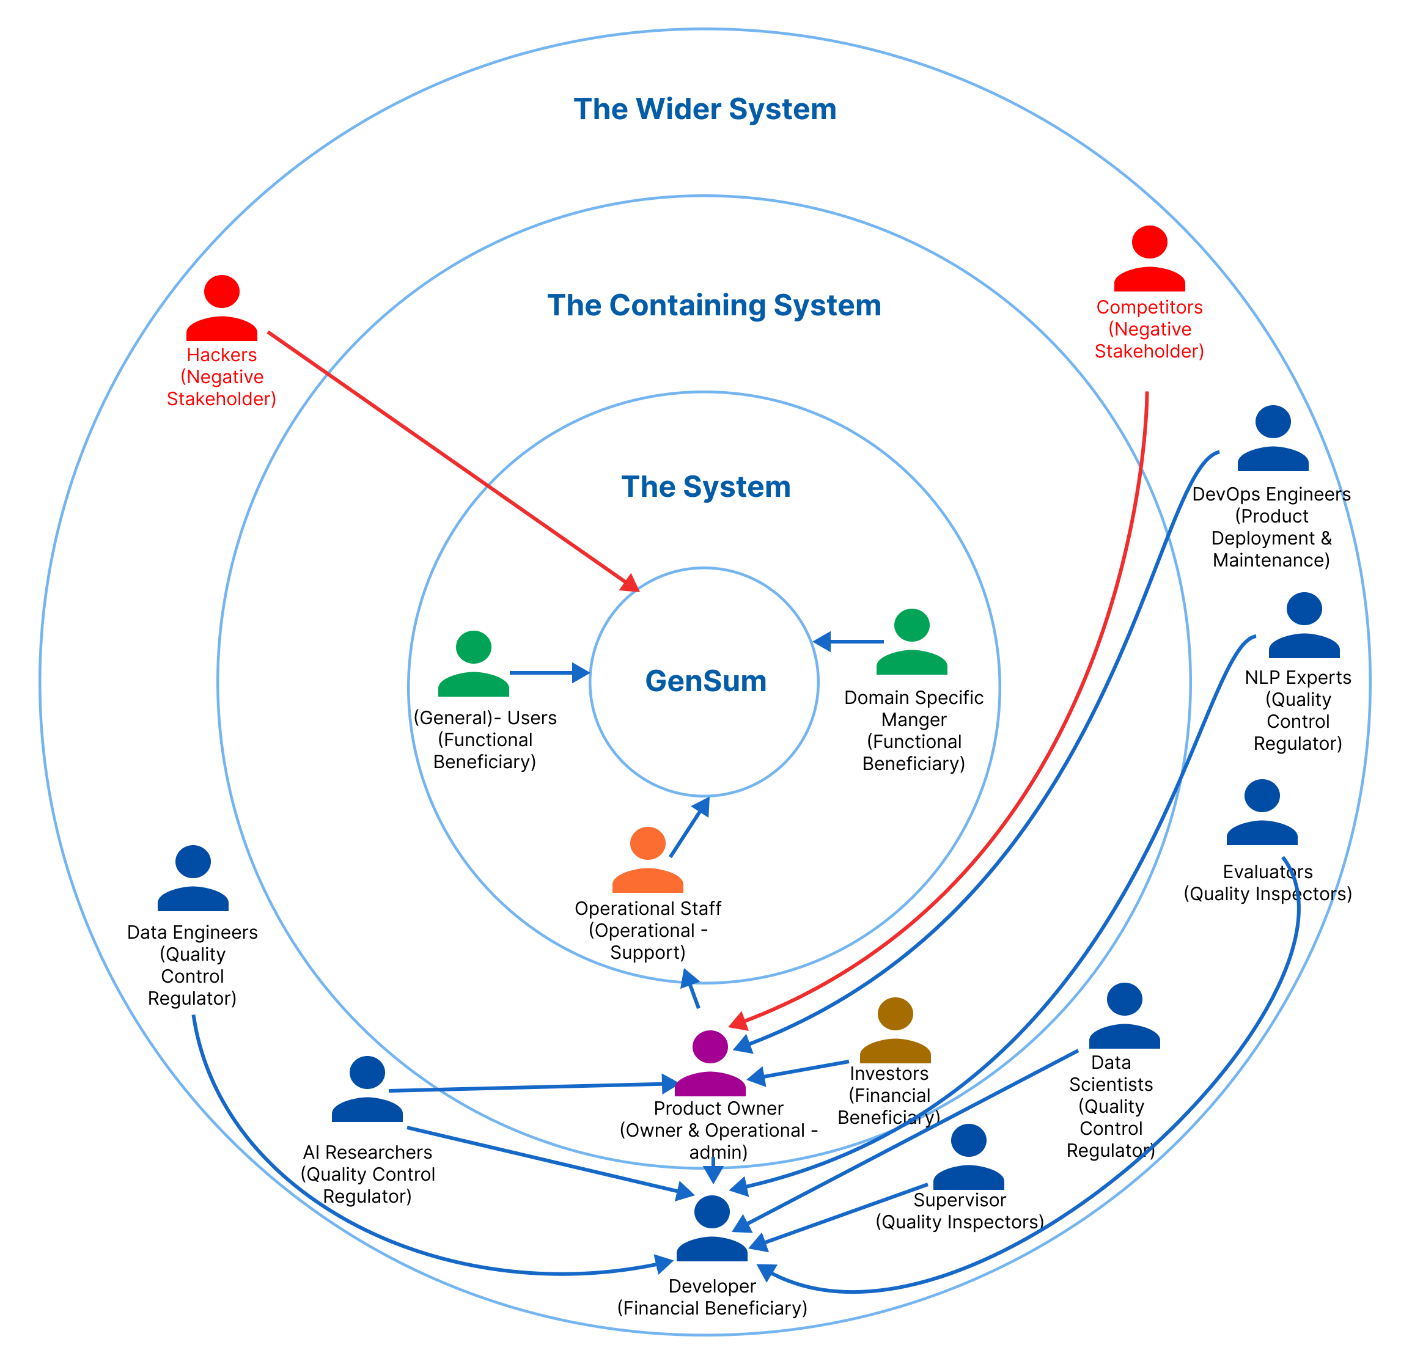 The Wider System
The Containing System
Competitors
(Negative
Stakeholder)
Hackers
(Negative
Stakeholder)
The System
DevOps Engineers
(Product
Deployment &
Maintenance)
GenSum
NLP Experts
(Quality
Control
Regulator)
(General)- Users
(Functional
Beneficiary)
Domain Specific
Manger
(Functional
Beneficiary)
Evaluators
(Quality Inspectors)
Operational Staff
(Operational -
Support)
Data Engineers
(Quality
Control
Regulator)
Investors
(Financial
Beneficiary)
Data
Scientists
(Quality
Control
Regulator)
Product Owner
(Owner & Operational -
admin)
AI Researchers
(Quality Control
Regulator)
Supervisor
(Quality Inspectors)
Developer
(Financial Beneficiary)